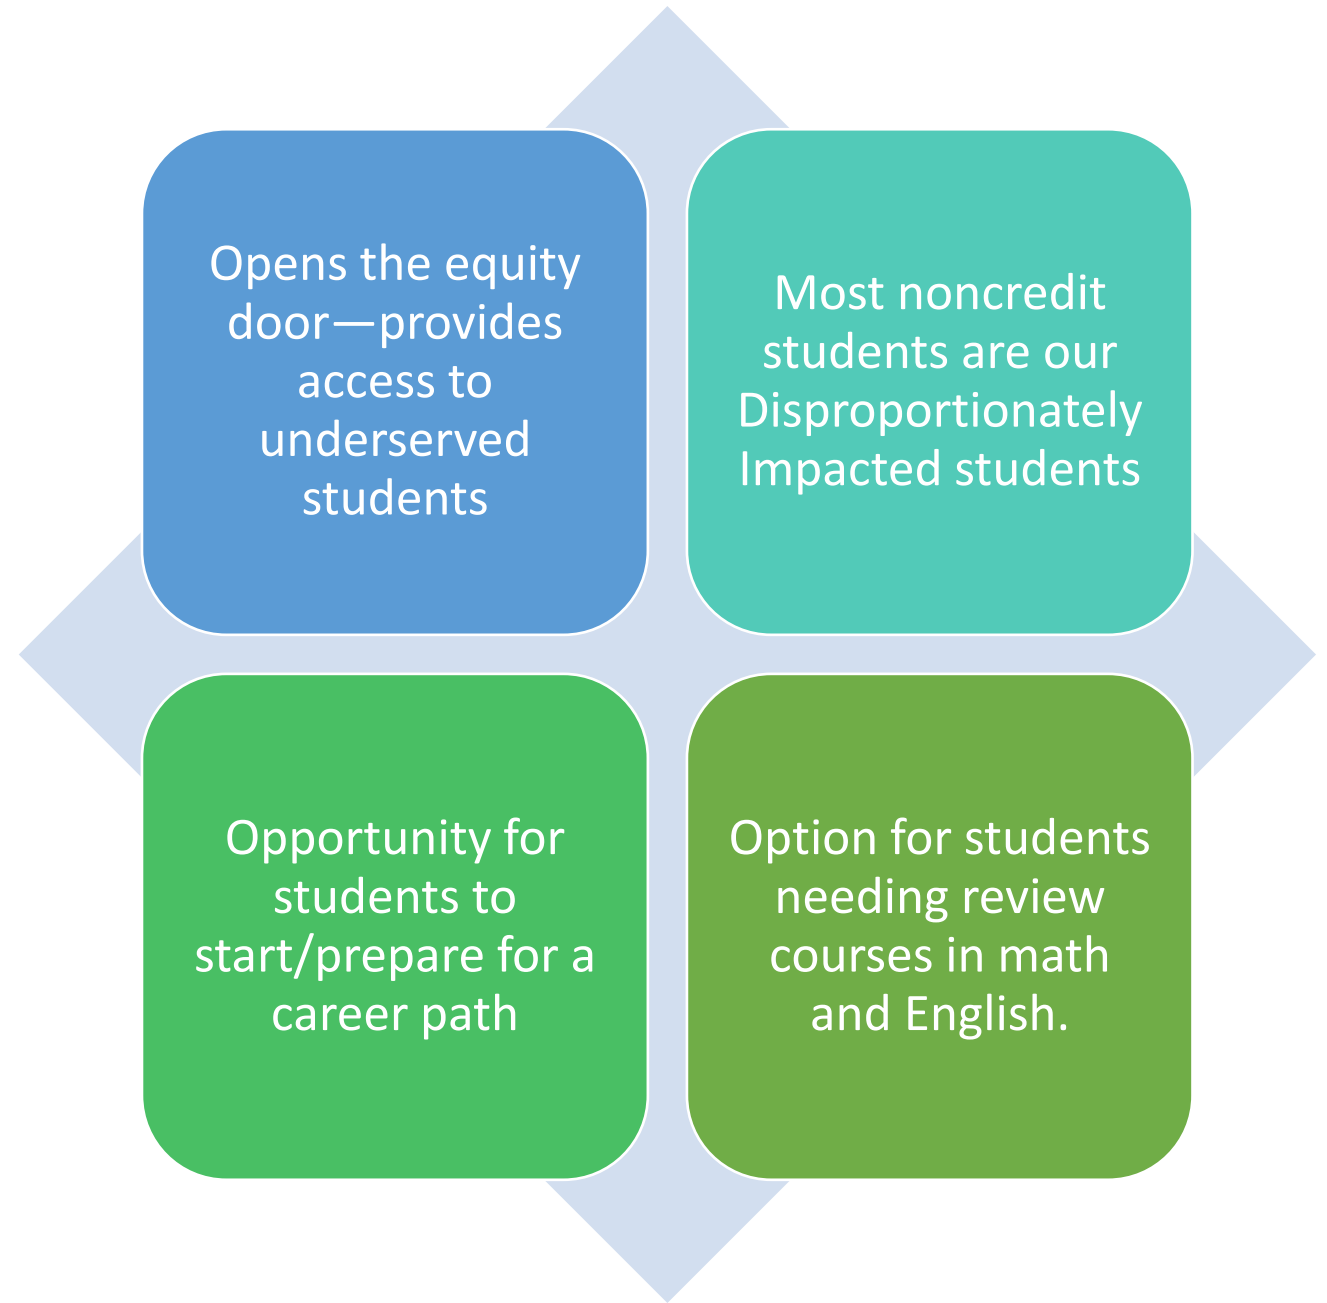 Opens the equity
door—provides
access to
underserved
students
Most noncredit
students are our
Disproportionately
Impacted students
Opportunity for
students to
start/prepare for a
career path
Option for students
needing review
courses in math
and English.